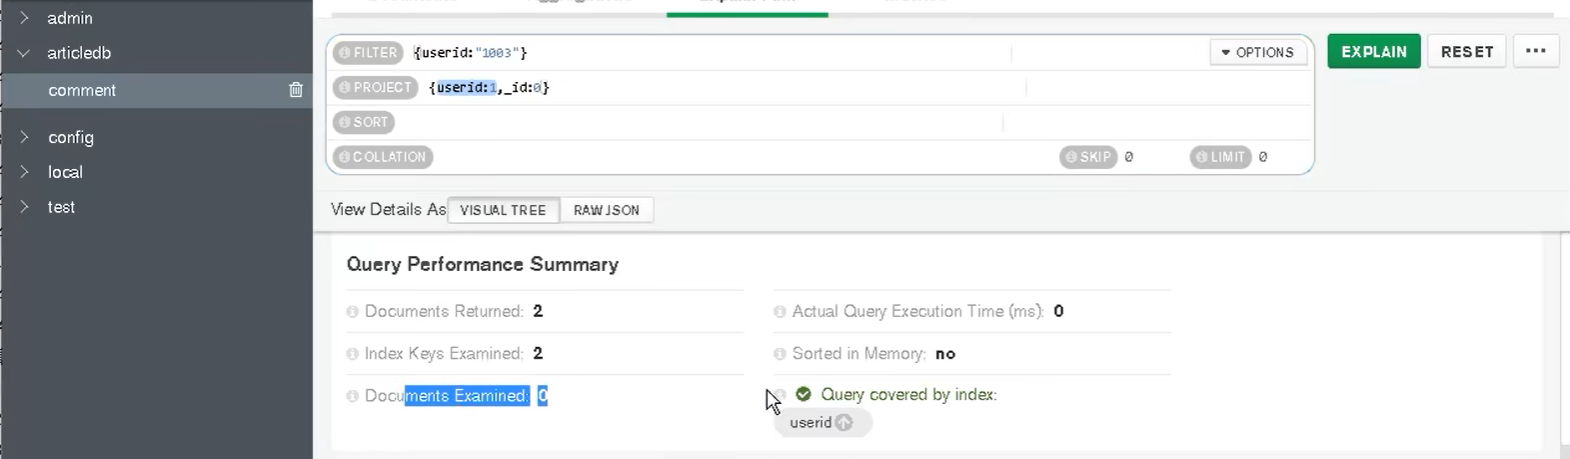 admin
articledb
FILTER {userid:"1003"} OPTIONS EXPLAIN RESET ...
PROJECT {userid:1,_id:0}
comment
SORT
config
COLLATION SKIP 0 LIMIT 0
local
test
View Details As VISUAL TREE RAW JSON
Query Performance Summary
Documents Returned: 2 Actual Query Execution Time (ms): 0
Index Keys Examined: 2 Sorted in Memory: no
Documents Examined: 0 Query covered by index:
userid